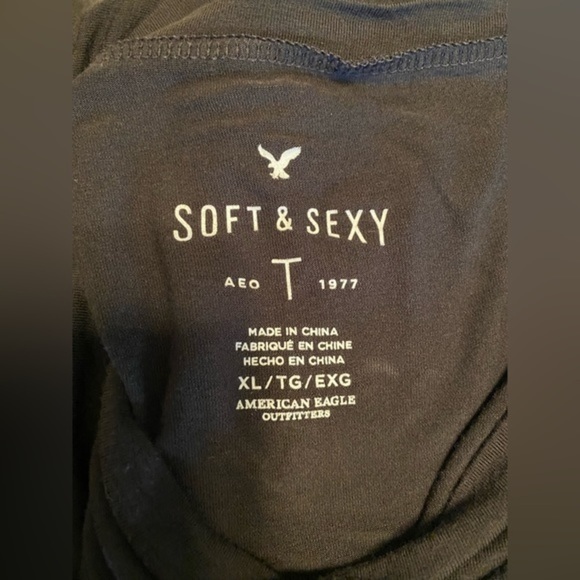 SOFT & SEXY
AEO T 1977
MADE IN CHINA
FABRIQUÉ EN CHINE
HECHO EN CHINA
XL/TG/EXG
AMERICAN EAGLE
OUTFITTERS